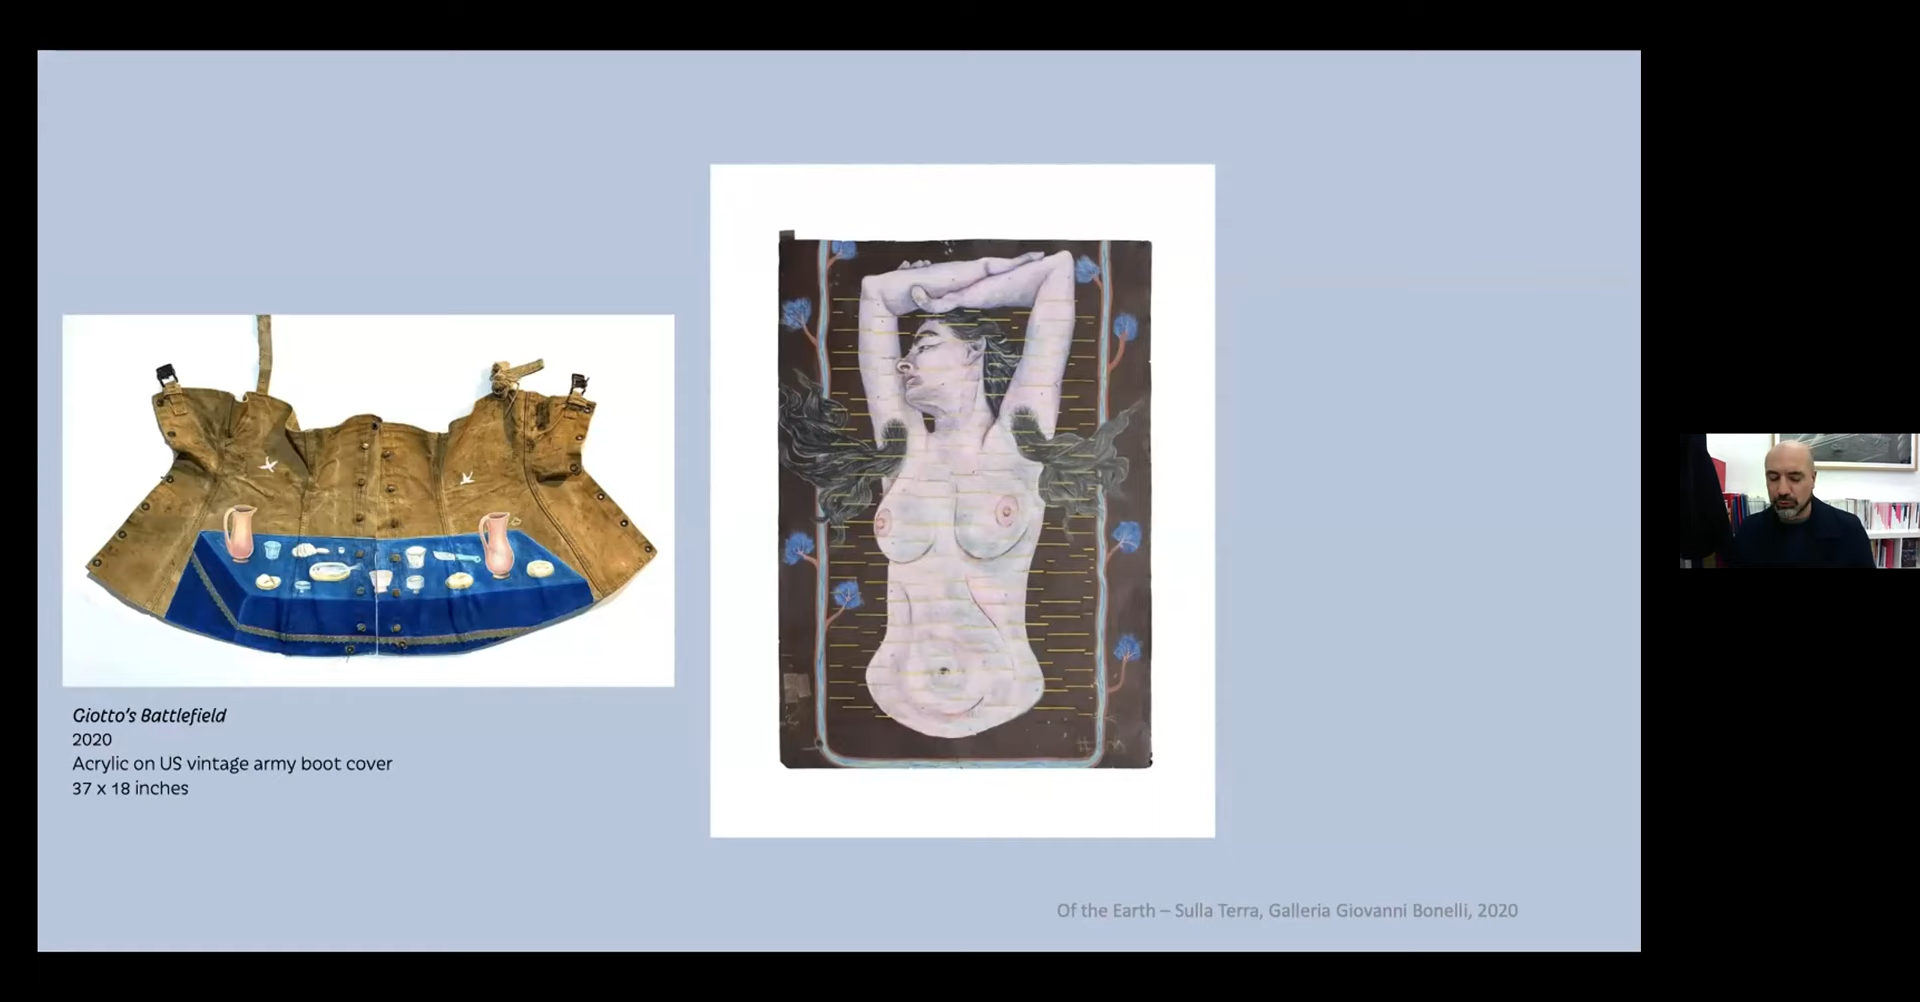 Giotto's Battlefield
2020
Acrylic on US vintage army boot cover
37 x 18 inches
Of the Earth – Sulla Terra, Galleria Giovanni Bonelli, 2020